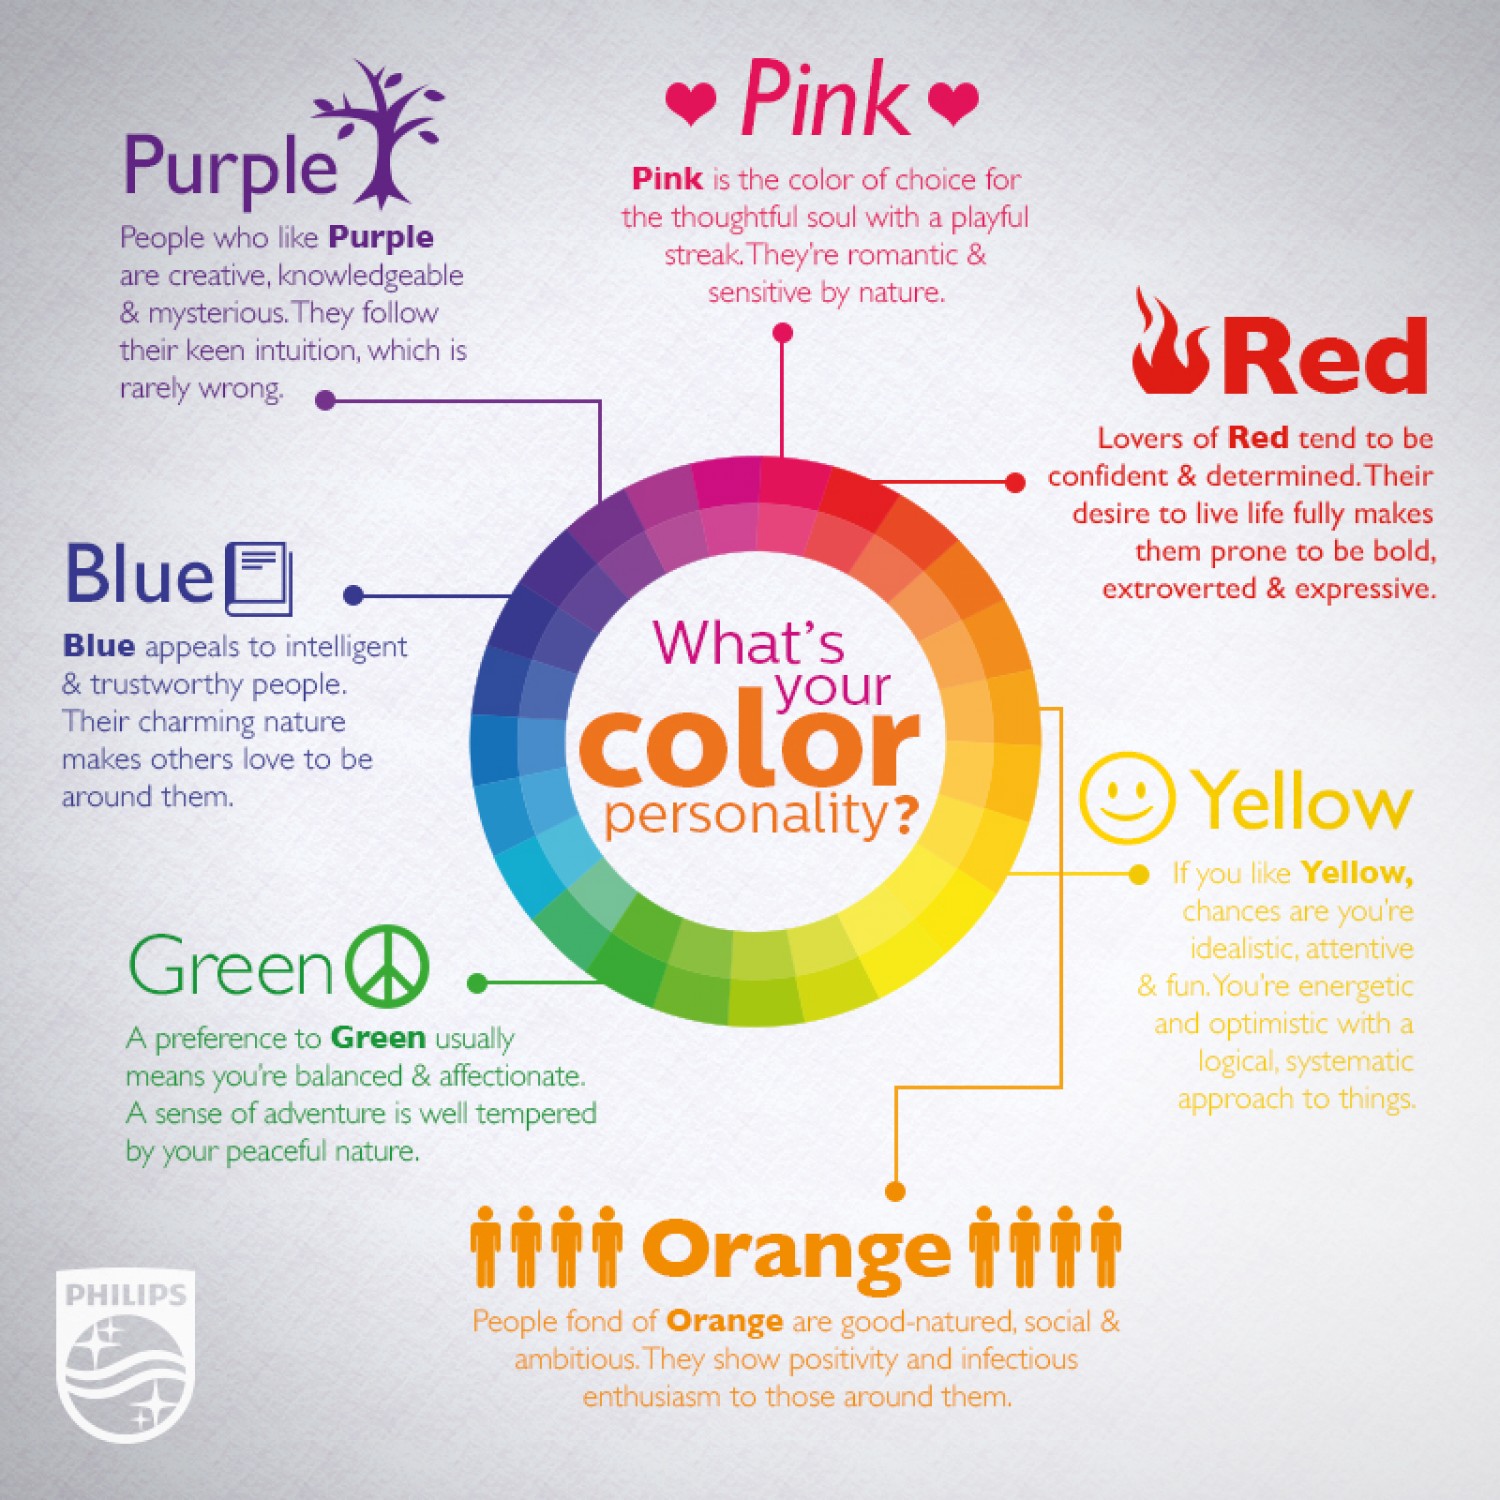 Purple
People who like Purple
are creative, knowledgeable
& mysterious. They follow
their keen intuition, which is
rarely wrong.
Pink
Pink is the color of choice for
the thoughtful soul with a playful
streak. They're romantic &
sensitive by nature.
Red
Lovers of Red tend to be
confident & determined. Their
desire to live life fully makes
them prone to be bold,
extroverted & expressive.
Blue
Blue appeals to intelligent
& trustworthy people.
Their charming nature
makes others love to be
around them.
What's
your
color
personality?
Yellow
If you like Yellow,
chances are you're
idealistic, attentive
& fun. You're energetic
and optimistic with a
logical, systematic
approach to things.
Green
A preference to Green usually
means you're balanced & affectionate.
A sense of adventure is well tempered
by your peaceful nature.
Orange
People fond of Orange are good-natured, social &
ambitious. They show positivity and infectious
enthusiasm to those around them.
PHILIPS